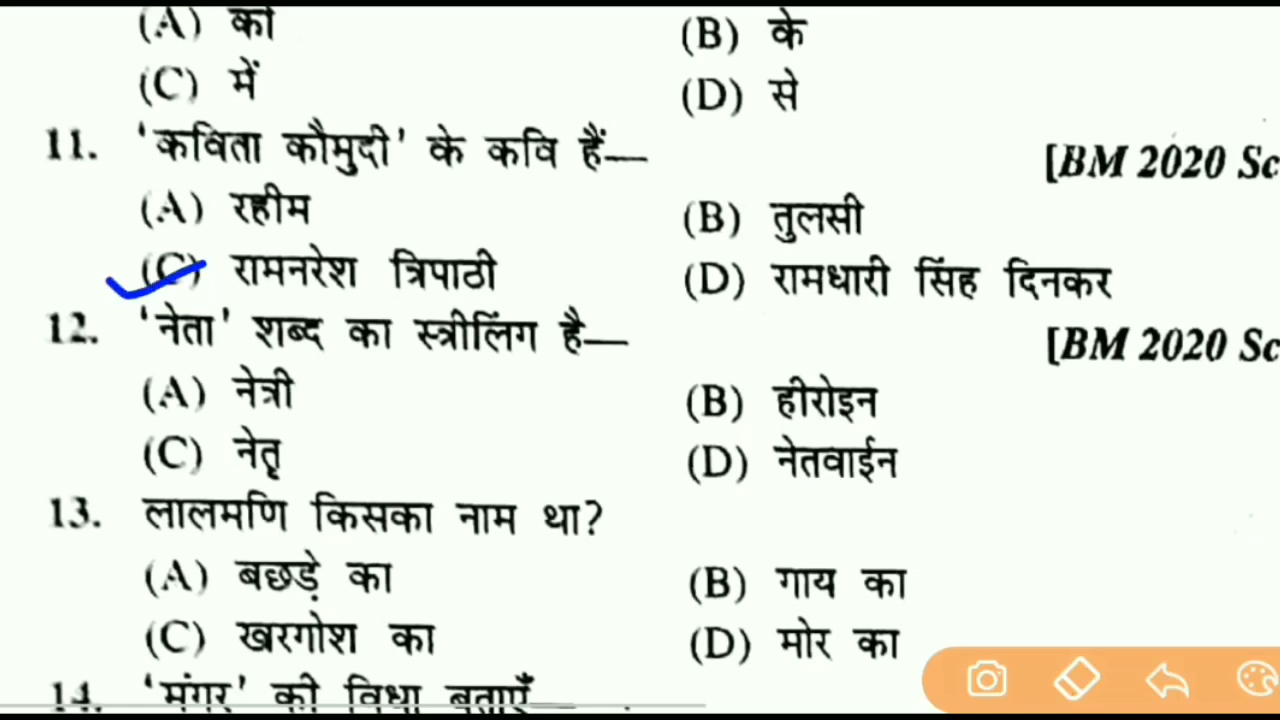 (A) को (B) के
(C) में (D) से
11. 'कविता कौमुदी' के कवि हैं— [BM 2020 Sc
(A) रहीम (B) तुलसी
(C) रामनरेश त्रिपाठी (D) रामधारी सिंह दिनकर
12. 'नेता' शब्द का स्त्रीलिंग है— [BM 2020 Sc
(A) नेत्री (B) हीरोइन
(C) नेतृ (D) नेतवाईन
13. लालमणि किसका नाम था?
(A) बछड़े का (B) गाय का
(C) खरगोश का (D) मोर का
14. 'मंगर' की विधा बताएँ—